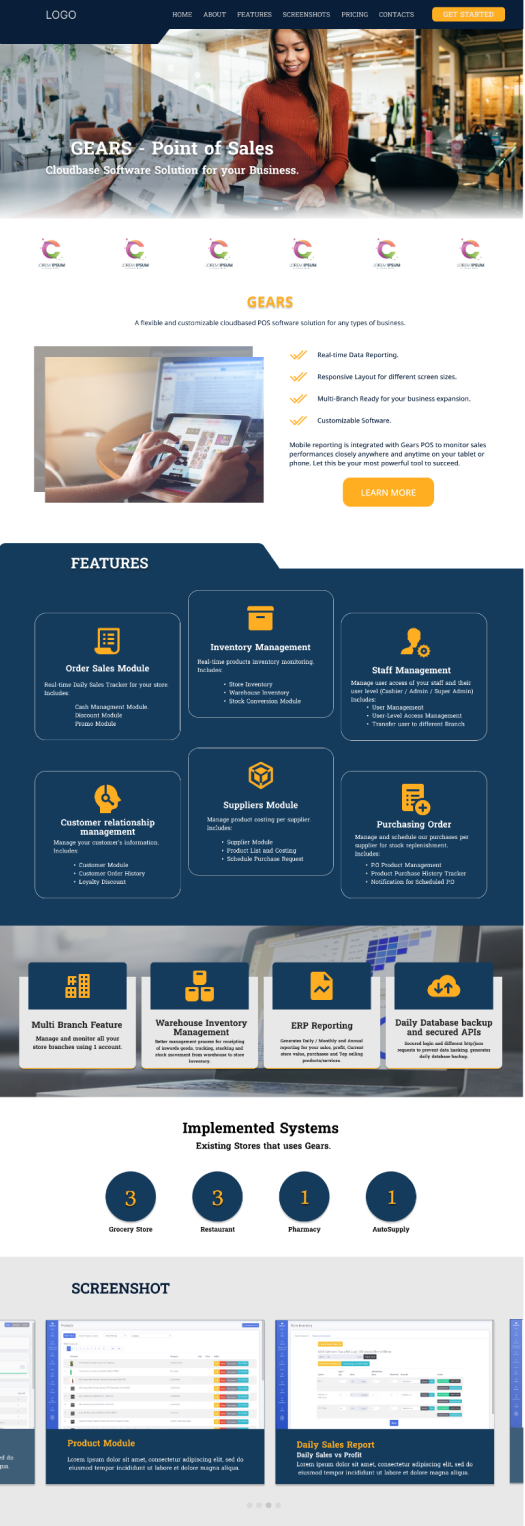 LOGO
HOME ABOUT FEATURES SCREENSHOTS PRICING CONTACTS GET STARTED
GEARS - Point of Sales
Cloudbase Software Solution for your Business.
LOREM IPSUM LOREM IPSUM LOREM IPSUM LOREM IPSUM LOREM IPSUM LOREM IPSUM
GEARS
A flexible and customizable cloudbased POS software solution for any types of business.
Real-time Data Reporting.
Responsive Layout for different screen sizes.
Multi-Branch Ready for your business expansion.
Customizable Software.
Mobile reporting is integrated with Gears POS to monitor sales
performances closely anywhere and anytime on your tablet or
phone. Let this be your most powerful tool to succeed.
LEARN MORE
FEATURES
Order Sales Module
Real-time Daily Sales Tracker for your store
Includes:
Cash Managment Module.
Discount Module
Promo Module
Inventory Management
Real-time products inventory monitoring.
Includes:
• Store Inventory
• Warehouse Inventory
• Stock Conversion Module
Staff Management
Manage user access of your staff and their
user level (Cashier / Admin / Super Admin)
Includes:
• User Management
• User-Level Access Management
• Transfer user to different Branch
Customer relationship
management
Manage your customer's information.
Includes:
• Customer Module
• Customer Order History
• Loyalty Discount
Suppliers Module
Manage product costing per supplier.
Includes:
• Supplier Module
• Product List and Costing
• Schedule Purchase Request
Purchasing Order
Manage and schedule our purchases per
supplier for stock replenishment.
Includes:
• P.O Product Management
• Product Purchase History Tracker
• Notification for Scheduled P.O
Multi Branch Feature
Manage and monitor all your
store branches using 1 account.
Warehouse Inventory
Management
Better management process for receipting
of inwards goods, tracking, stocking and
stock movement from warehouse to store
inventory.
ERP Reporting
Generates Daily / Monthly and Annual
reporting for your sales, profit, Current
store value, purchases and Top selling
products/services.
Daily Database backup
and secured APIs
Secured login and different http/json
requests to prevent data hacking. generates
daily database backup.
Implemented Systems
Existing Stores that uses Gears.
3 3 1 1
Grocery Store Restaurant Pharmacy AutoSupply
SCREENSHOT
Products
Product Module
Lorem ipsum dolor sit amet, consectetur adipiscing elit, sed do
eiusmod tempor incididunt ut labore et dolore magna aliqua.
Daily Sales Report
Daily Sales vs Profit
Lorem ipsum dolor sit amet, consectetur adipiscing elit, sed do
eiusmod tempor incididunt ut labore et dolore magna aliqua.